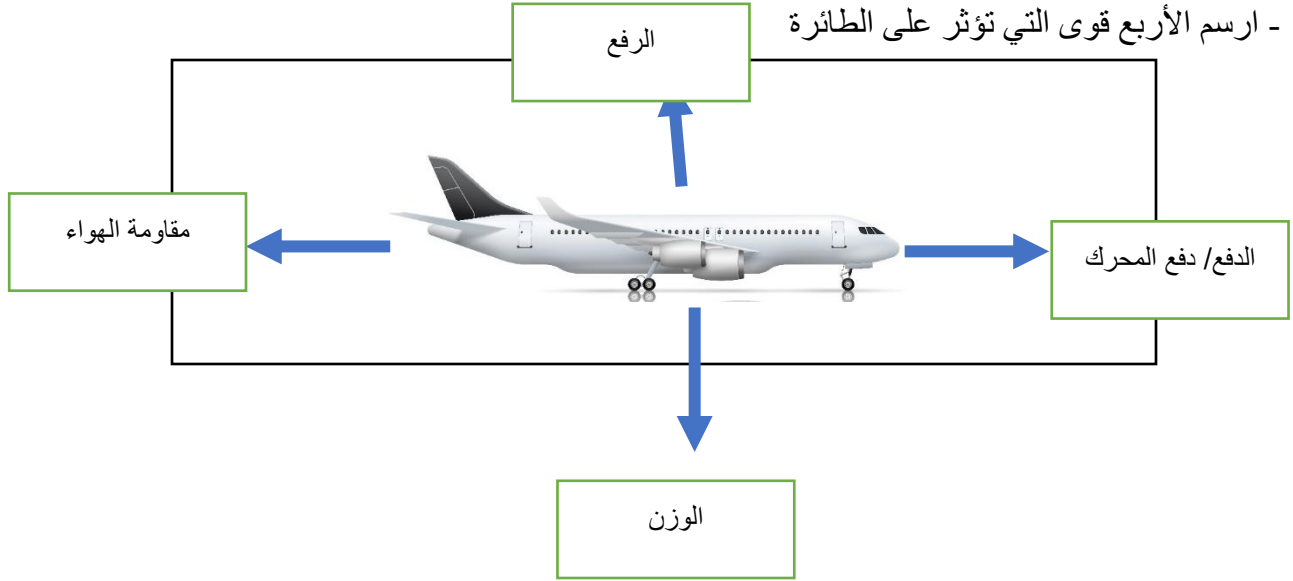 - ارسم الأربع قوى التي تؤثر على الطائرة
الرفع
مقاومة الهواء
الدفع/ دفع المحرك
الوزن